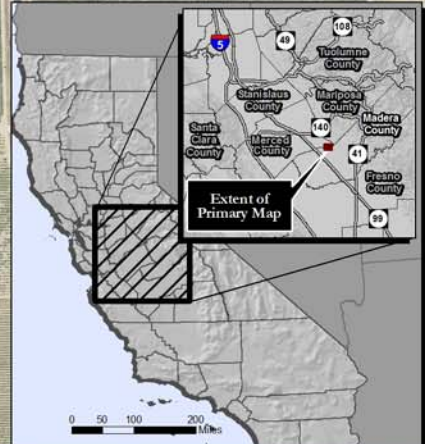 108
49
5
Tuolumne
County
Stanislaus
County
Mariposa
County
Madera
County
Santa
Clara
County
Merced
County
140
41
Fresno
County
Extent of
Primary Map
99
0 50 100 200
Miles